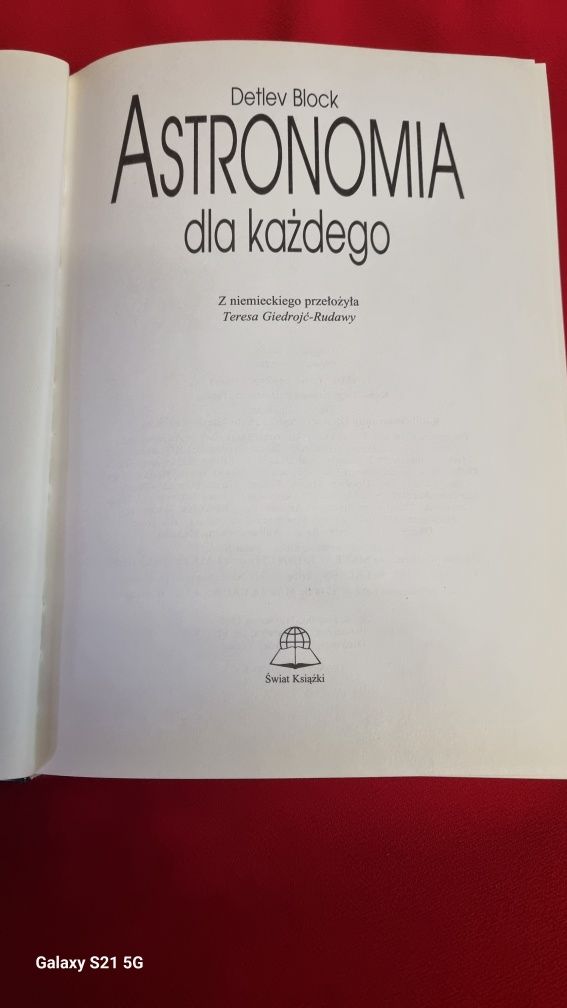 Detlev Block
ASTRONOMIA
dla każdego
Z niemieckiego przełożyła
Teresa Giedrojć-Rudawy
Świat Książki
Galaxy S21 5G